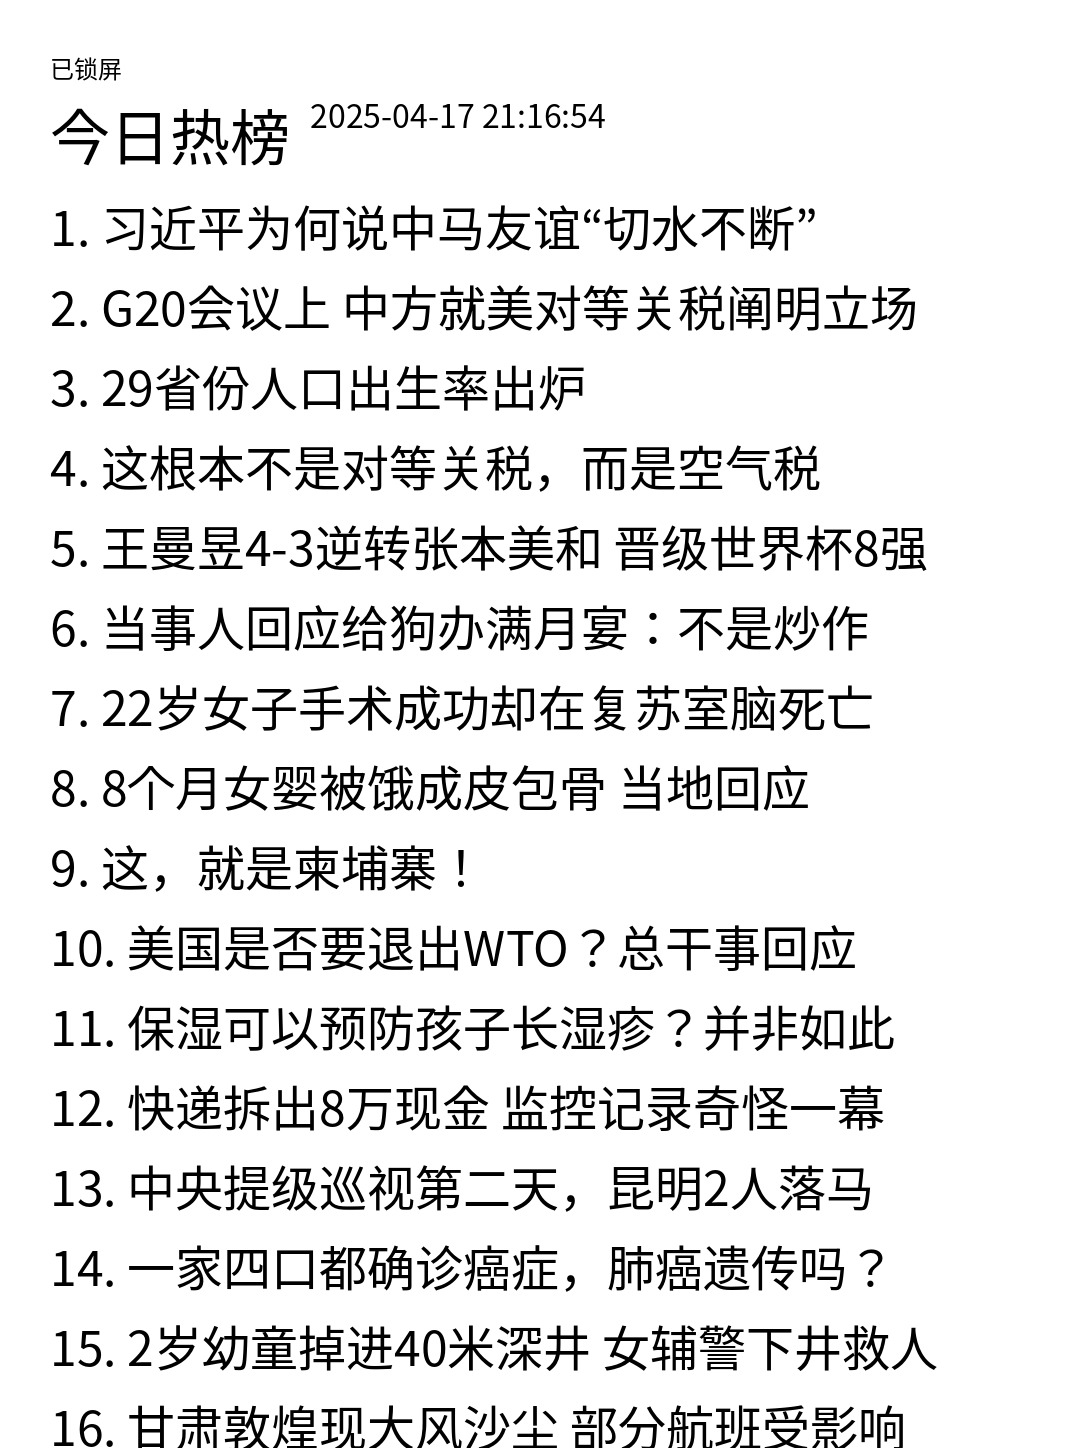 已锁屏
今日热榜 2025-04-17 21:16:54
1. 习近平为何说中马友谊“切水不断”
2. G20会议上 中方就美对等关税阐明立场
3. 29省份人口出生率出炉
4. 这根本不是对等关税，而是空气税
5. 王曼昱4-3逆转张本美和 晋级世界杯8强
6. 当事人回应给狗办满月宴：不是炒作
7. 22岁女子手术成功却在复苏室脑死亡
8. 8个月女婴被饿成皮包骨 当地回应
9. 这，就是柬埔寨！
10. 美国是否要退出WTO？总干事回应
11. 保湿可以预防孩子长湿疹？并非如此
12. 快递拆出8万现金 监控记录奇怪一幕
13. 中央提级巡视第二天，昆明2人落马
14. 一家四口都确诊癌症，肺癌遗传吗？
15. 2岁幼童掉进40米深井 女辅警下井救人
16. 甘肃敦煌现大风沙尘 部分航班受影响